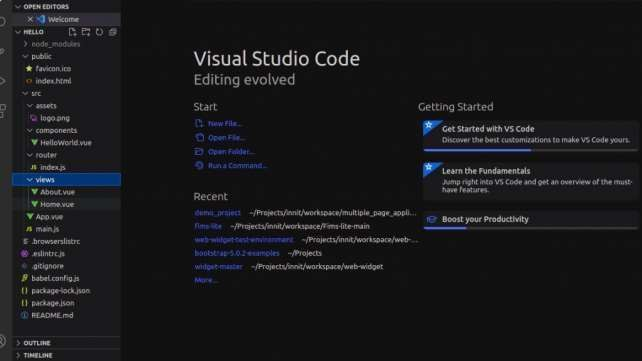 OPEN EDITORS
Welcome
HELLO
node_modules
public
favicon.ico
index.html
src
assets
logo.png
components
HelloWorld.vue
router
index.js
views
About.vue
Home.vue
App.vue
main.js
.browserslistrc
.eslintrc.js
.gitignore
babel.config.js
package-lock.json
package.json
README.md
OUTLINE
TIMELINE
Visual Studio Code
Editing evolved
Start
New File...
Open File...
Open Folder...
Run a Command...
Recent
demo_project ~/Projects/innit/workspace/multiple_page_appli...
fims-lite ~/Projects/innit/workspace/Fims-lite-main
web-widget-test-environment ~/Projects/innit/workspace/web-...
bootstrap-5.0.2-examples ~/Projects
widget-master ~/Projects/innit/workspace/web-widget
More...
Getting Started
Get Started with VS Code
Discover the best customizations to make VS Code yours.
Learn the Fundamentals
Jump right into VS Code and get an overview of the must-
have features.
Boost your Productivity